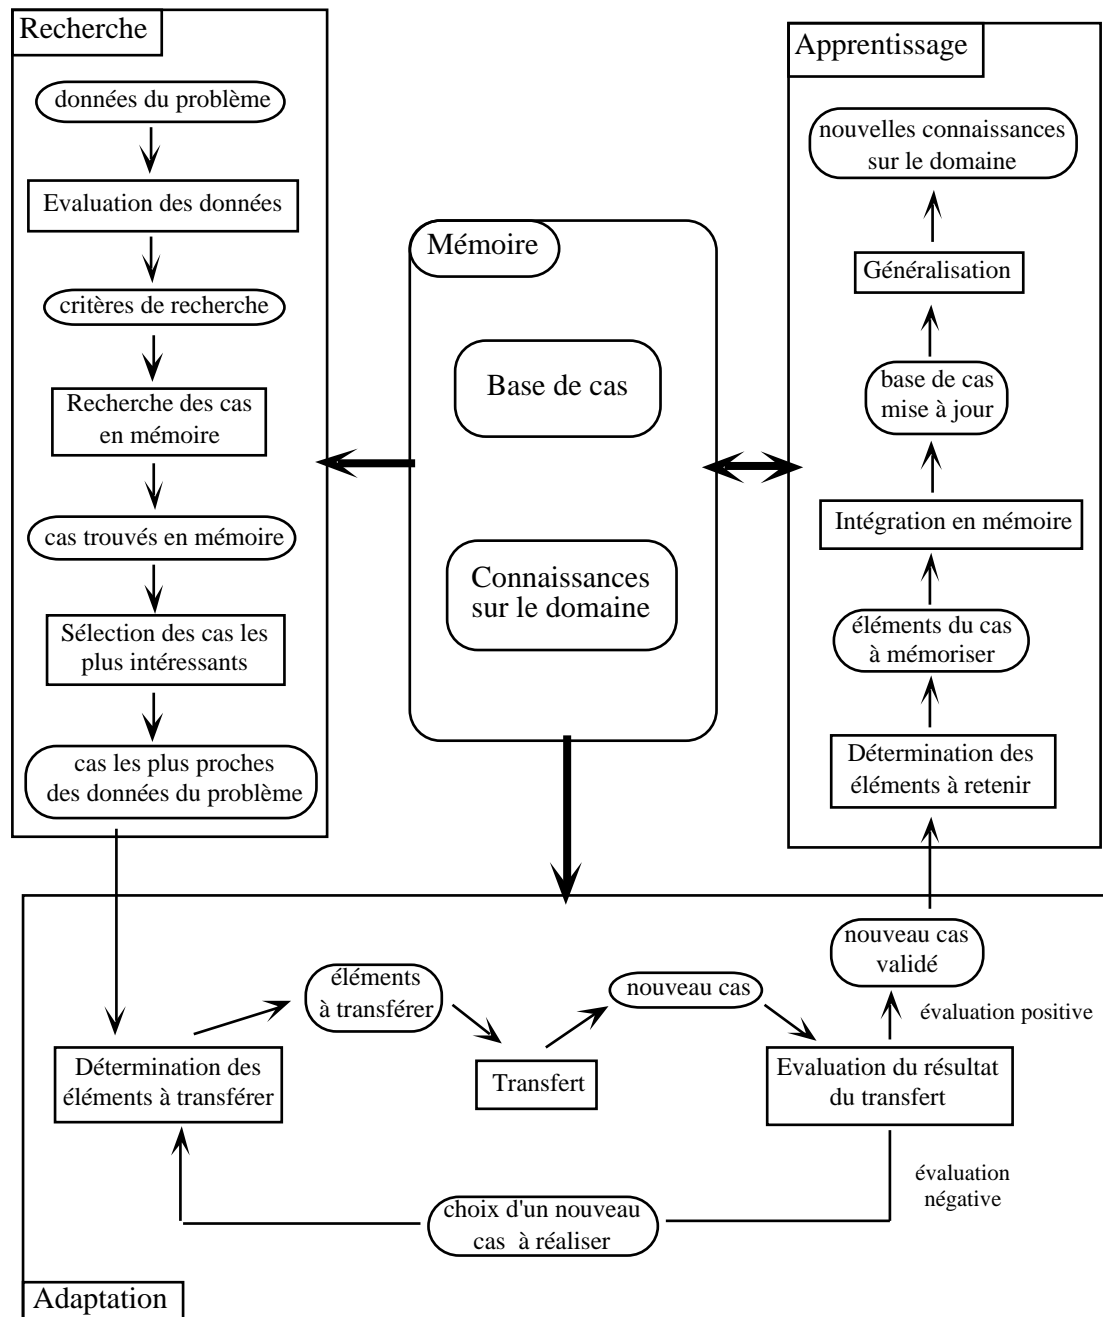 Recherche
données du problème
Evaluation des données
critères de recherche
Recherche des cas
en mémoire
cas trouvés en mémoire
Sélection des cas les
plus intéressants
cas les plus proches
des données du problème
Mémoire
Base de cas
Connaissances
sur le domaine
Apprentissage
nouvelles connaissances
sur le domaine
Généralisation
base de cas
mise à jour
Intégration en mémoire
éléments du cas
à mémoriser
Détermination des
éléments à retenir
nouveau cas
validé
évaluation positive
éléments
à transférer
nouveau cas
Détermination des
éléments à transférer
Transfert
Evaluation du résultat
du transfert
évaluation
négative
choix d'un nouveau
cas à réaliser
Adaptation